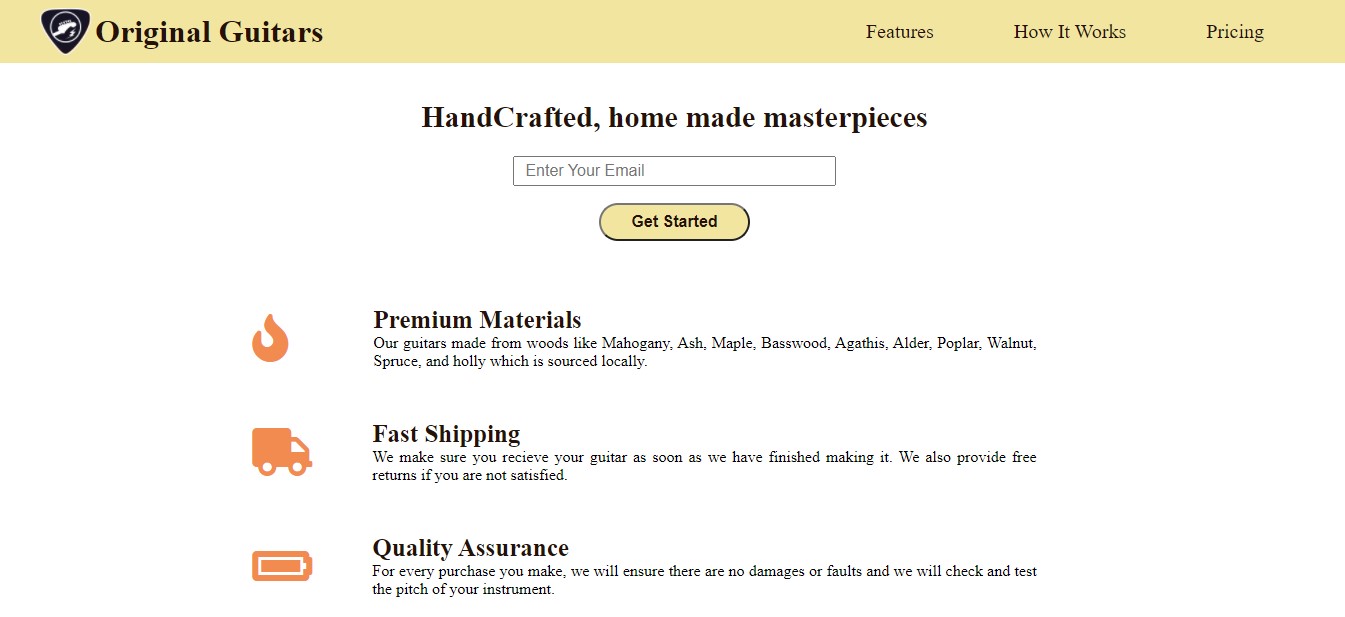 Original Guitars
Features
How It Works
Pricing
HandCrafted, home made masterpieces
Enter Your Email
Get Started
Premium Materials
Our guitars made from woods like Mahogany, Ash, Maple, Basswood, Agathis, Alder, Poplar, Walnut,
Spruce, and holly which is sourced locally.
Fast Shipping
We make sure you recieve your guitar as soon as we have finished making it. We also provide free
returns if you are not satisfied.
Quality Assurance
For every purchase you make, we will ensure there are no damages or faults and we will check and test
the pitch of your instrument.